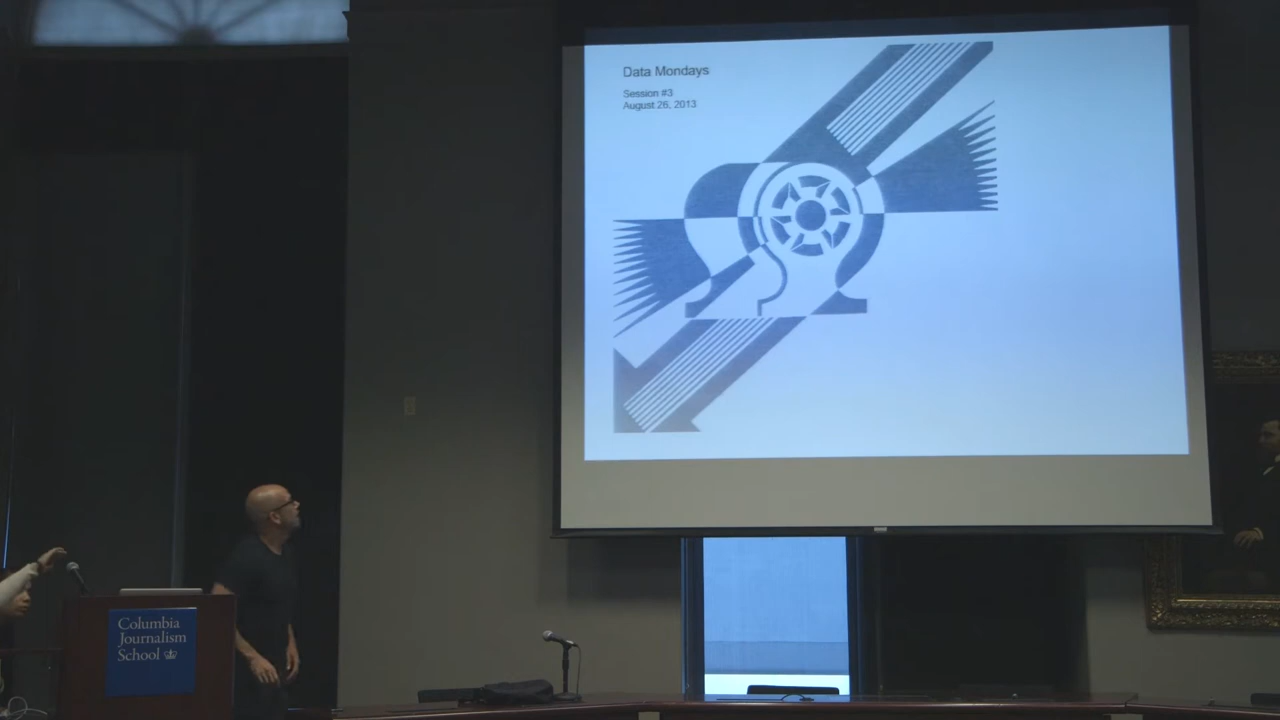 Data Mondays
Session #3
August 26, 2013
Columbia
Journalism
School